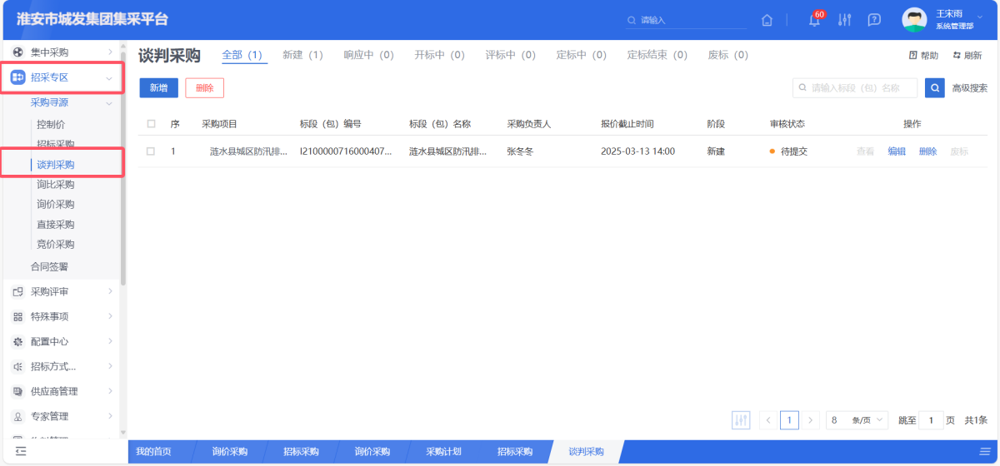 淮安市城发集团集采平台
请输入
60
王宋雨
系统管理部
集中采购
招采专区
采购寻源
控制价
招标采购
谈判采购
询比采购
询价采购
直接采购
竞价采购
合同签署
采购评审
特殊事项
配置中心
招标方式...
供应商管理
专家管理
谈判采购
全部（1） 新建（1） 响应中（0） 开标中（0） 评标中（0） 定标中（0） 定标结束（0） 废标（0）
帮助 刷新
新增 删除
请输入标段（包）名称
高级搜索
序 采购项目 标段（包）编号 标段（包）名称 采购负责人 报价截止时间 阶段 审核状态 操作
1 涟水县城区防汛排... I2100000716000407... 涟水县城区防汛排... 张冬冬 2025-03-13 14:00 新建 待提交 查看 编辑 删除 废标
1 8 条/页 跳至 1 页 共1条
我的首页 询价采购 招标采购 询价采购 采购计划 招标采购 谈判采购